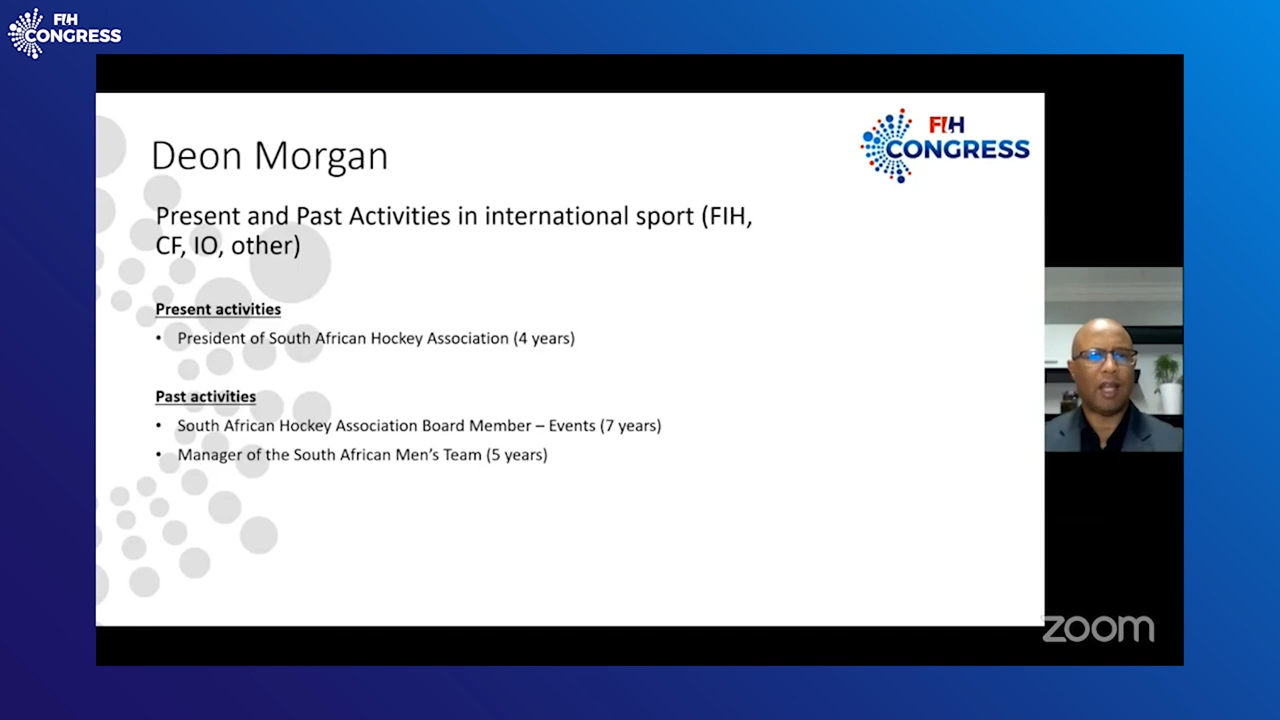 FIH
CONGRESS
FIH
CONGRESS
Deon Morgan
Present and Past Activities in international sport (FIH,
CF, IO, other)
Present activities
• President of South African Hockey Association (4 years)
Past activities
• South African Hockey Association Board Member – Events (7 years)
• Manager of the South African Men’s Team (5 years)
zoom